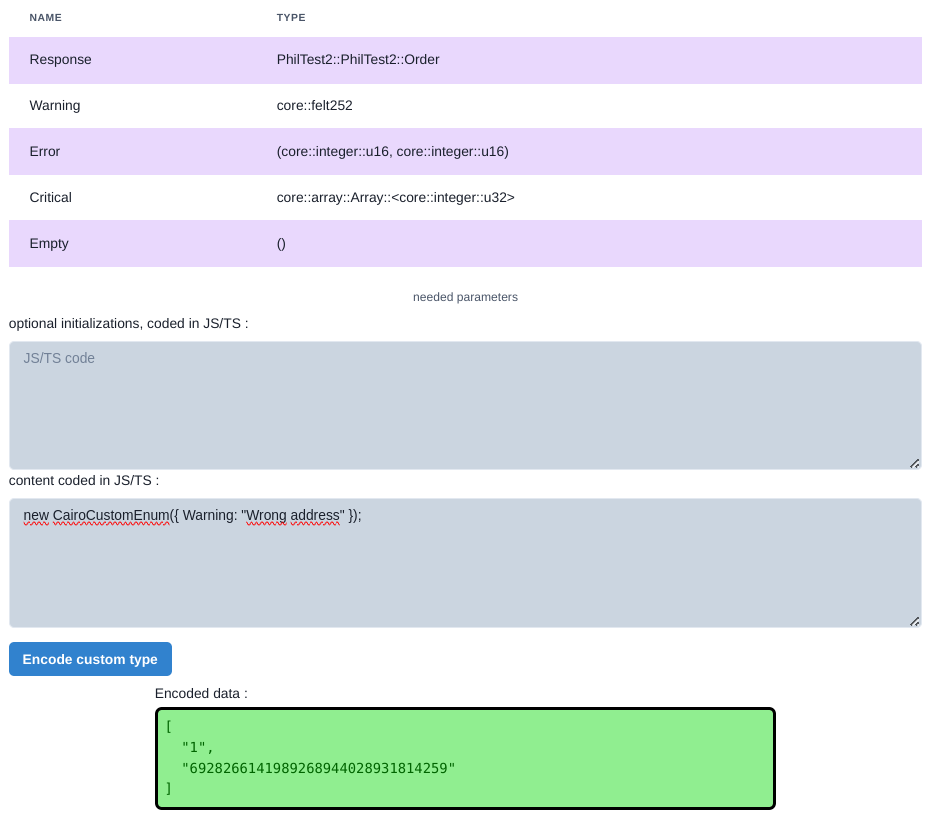 NAME TYPE
Response PhilTest2::PhilTest2::Order
Warning core::felt252
Error (core::integer::u16, core::integer::u16)
Critical core::array::Array::<core::integer::u32>
Empty ()
needed parameters
optional initializations, coded in JS/TS :
JS/TS code
content coded in JS/TS :
new CairoCustomEnum({ Warning: "Wrong address" });
Encode custom type
Encoded data :
[
"1",
"6928266141989268944028931814259"
]